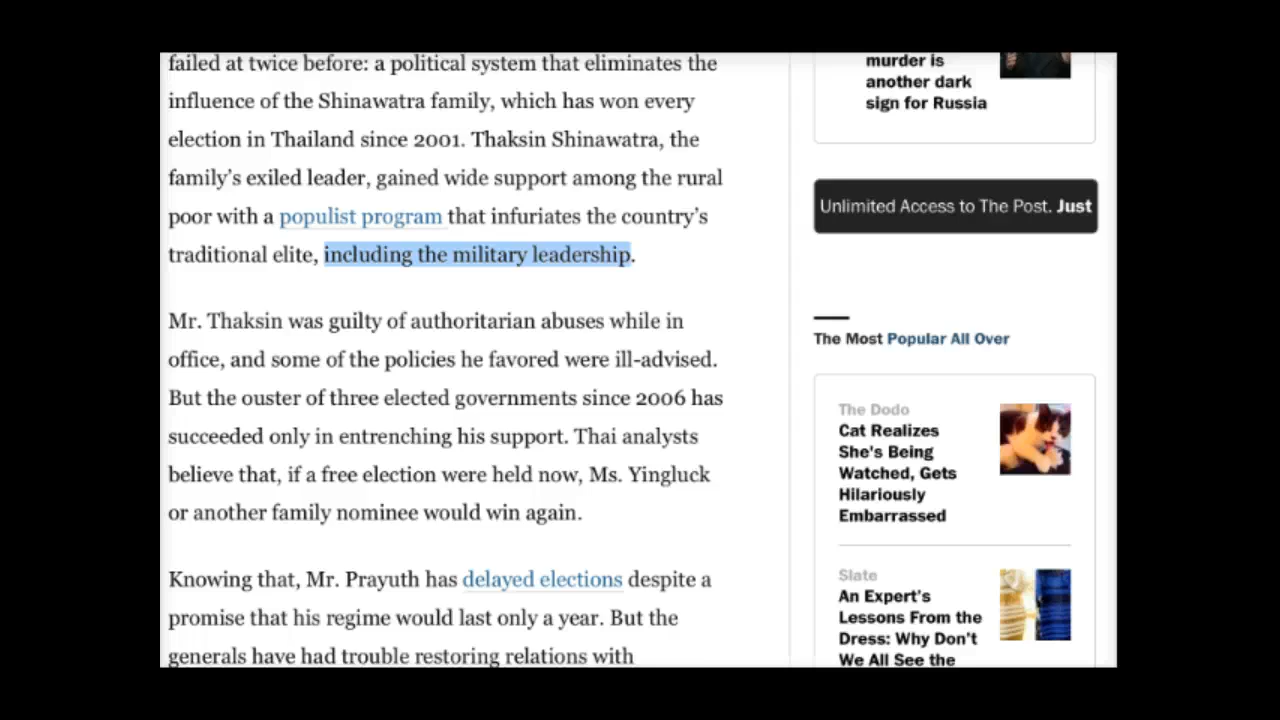 failed at twice before: a political system that eliminates the
influence of the Shinawatra family, which has won every
election in Thailand since 2001. Thaksin Shinawatra, the
family's exiled leader, gained wide support among the rural
poor with a populist program that infuriates the country's
traditional elite, including the military leadership.
Mr. Thaksin was guilty of authoritarian abuses while in
office, and some of the policies he favored were ill-advised.
But the ouster of three elected governments since 2006 has
succeeded only in entrenching his support. Thai analysts
believe that, if a free election were held now, Ms. Yingluck
or another family nominee would win again.
Knowing that, Mr. Prayuth has delayed elections despite a
promise that his regime would last only a year. But the
generals have had trouble restoring relations with
murder is
another dark
sign for Russia
Unlimited Access to The Post. Just
The Most Popular All Over
The Dodo
Cat Realizes
She's Being
Watched, Gets
Hilariously
Embarrassed
Slate
An Expert's
Lessons From the
Dress: Why Don't
We All See the